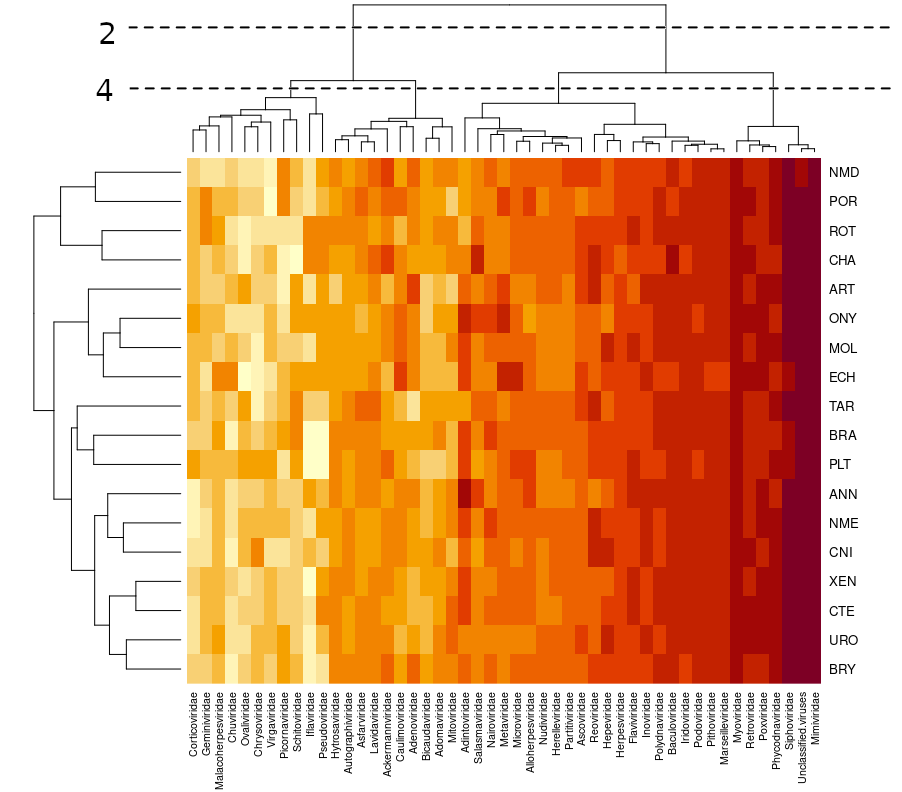 2
4
NMD
POR
ROT
CHA
ART
ONY
MOL
ECH
TAR
BRA
PLT
ANN
NME
CNI
XEN
CTE
URO
BRY
Corticoviridae
Geminiviridae
Malacoherpesviridae
Chuviridae
Ovaliviridae
Chrysoviridae
Virgaviridae
Picornaviridae
Schitoviridae
Iflaviridae
Pseudoviridae
Hytrosaviridae
Autographiviridae
Asfarviridae
Lavidaviridae
Ackermannviridae
Caulimoviridae
Adenoviridae
Bicaudaviridae
Adomaviridae
Mitoviridae
Adintoviridae
Salasmaviridae
Nairoviridae
Metaviridae
Microviridae
Alloherpesviridae
Nudiviridae
Herelleviridae
Partitiviridae
Ascoviridae
Reoviridae
Hepeviridae
Herpesviridae
Flaviviridae
Inoviridae
Polydnaviridae
Baculoviridae
Iridoviridae
Podoviridae
Pithoviridae
Marseilleviridae
Myoviridae
Retroviridae
Poxviridae
Phycodnaviridae
Siphoviridae
Unclassified.viruses
Mimiviridae